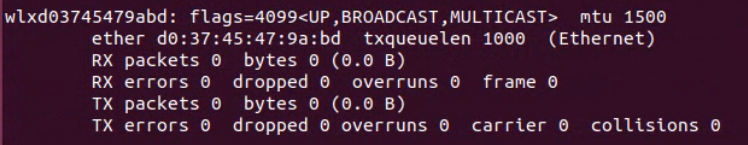 wlxd03745479abd: flags=4099<UP,BROADCAST,MULTICAST>  mtu 1500
        ether d0:37:45:47:9a:bd  txqueuelen 1000  (Ethernet)
        RX packets 0  bytes 0 (0.0 B)
        RX errors 0  dropped 0  overruns 0  frame 0
        TX packets 0  bytes 0 (0.0 B)
        TX errors 0  dropped 0 overruns 0  carrier 0  collisions 0